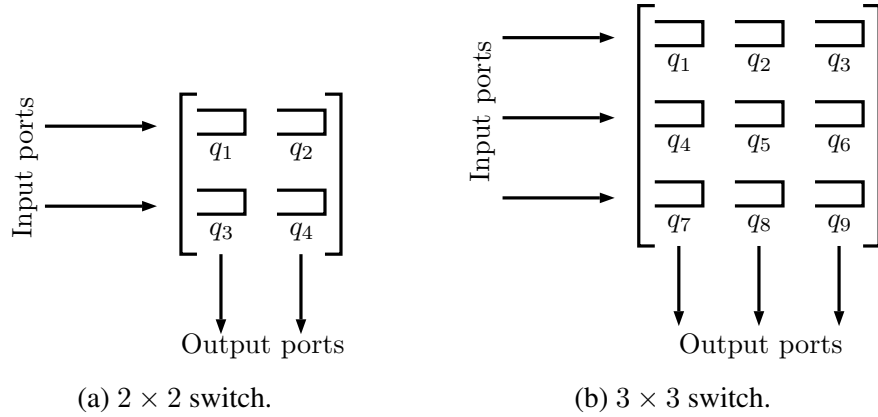 Input ports
q1 q2
q3 q4
Output ports
(a) 2 × 2 switch.
Input ports
q1 q2 q3
q4 q5 q6
q7 q8 q9
Output ports
(b) 3 × 3 switch.